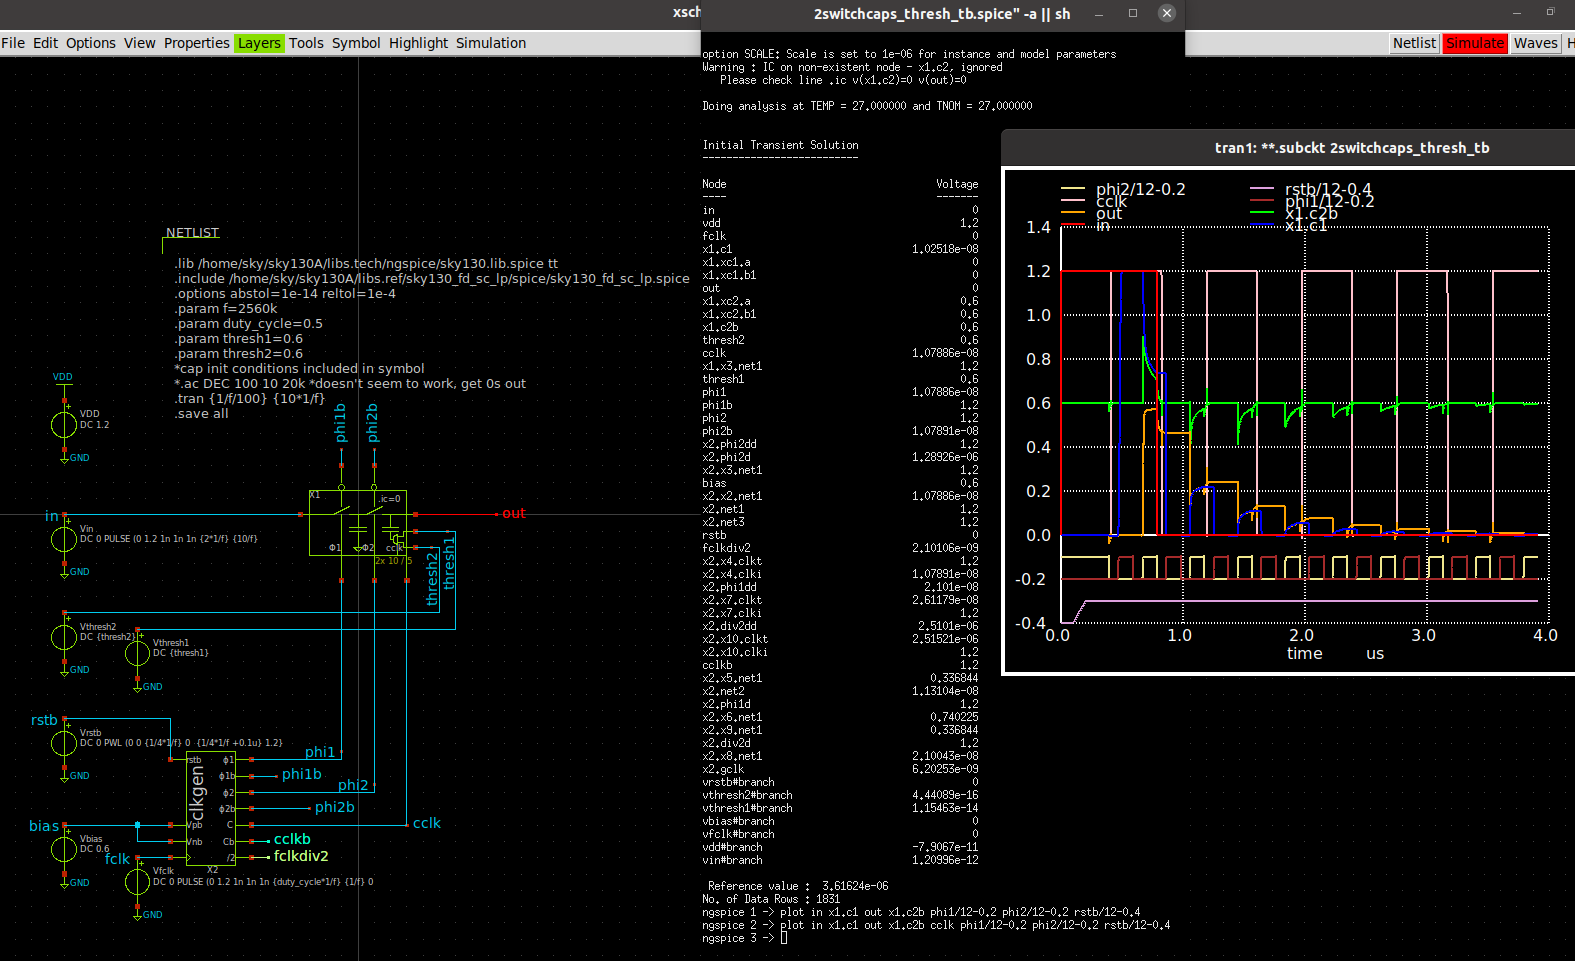 xsch
2switchcaps_thresh_tb.spice" -a || sh
File Edit Options View Properties Layers Tools Symbol Highlight Simulation
Netlist Simulate Waves H
option SCALE: Scale is set to 1e-06 for instance and model parameters
Warning : IC on non-existent node - x1.c2, ignored
Please check line .ic v(x1.c2)=0 v(out)=0
Doing analysis at TEMP = 27.000000 and TNOM = 27.000000
Initial Transient Solution
--------------------------
Node Voltage
---- -------
in 0
vdd 1.2
fclk 0
x1.c1 1.02518e-08
x1.xc1.a 0
x1.xc1.b1 0
out 0
x1.xc2.a 0.6
x1.xc2.b1 0.6
x1.c2b 0.6
thresh2 0.6
cclk 1.07886e-08
x1.x3.net1 1.2
thresh1 0.6
phi1 1.07886e-08
phi1b 1.2
phi2 1.2
phi2b 1.07891e-08
x2.phi2dd 1.2
x2.phi2d 1.28926e-06
x2.x3.net1 1.2
bias 0.6
x2.x2.net1 1.07886e-08
x2.net1 1.2
x2.net3 1.2
rstb 0
fclkdiv2 2.10106e-09
x2.x4.clkt 1.2
x2.x4.clki 1.07891e-08
x2.phi1dd 2.101e-08
x2.x7.clkt 2.61179e-08
x2.x7.clki 1.2
x2.div2dd 2.5101e-06
x2.x10.clkt 2.51521e-06
x2.x10.clki 1.2
cclkb 1.2
x2.x5.net1 0.336844
x2.net2 1.13104e-08
x2.phi1d 1.2
x2.x6.net1 0.740225
x2.x9.net1 0.336844
x2.div2d 1.2
x2.x8.net1 2.10043e-08
x2.gclk 6.20253e-09
vrstb#branch 0
vthresh2#branch 4.44089e-16
vthresh1#branch 1.15463e-14
vbias#branch 0
vfclk#branch 0
vdd#branch -7.9067e-11
vin#branch 1.20996e-12
Reference value : 3.61624e-06
No. of Data Rows : 1831
ngspice 1 -> plot in x1.c1 out x1.c2b phi1/12-0.2 phi2/12-0.2 rstb/12-0.4
ngspice 2 -> plot in x1.c1 out x1.c2b cclk phi1/12-0.2 phi2/12-0.2 rstb/12-0.4
ngspice 3 ->
NETLIST
.lib /home/sky/sky130A/libs.tech/ngspice/sky130.lib.spice tt
.include /home/sky/sky130A/libs.ref/sky130_fd_sc_lp/spice/sky130_fd_sc_lp.spice
.options abstol=1e-14 reltol=1e-4
.param f=2560k
.param duty_cycle=0.5
.param thresh1=0.6
.param thresh2=0.6
*cap init conditions included in symbol
*.ac DEC 100 10 20k *doesn't seem to work, get 0s out
.tran {1/f/100} {10*1/f}
.save all
VDD
VDD
DC 1.2
GND
phi1b
phi2b
X1
.ic=0
in
out
Vin
DC 0 PULSE (0 1.2 1n 1n 1n {2*1/f} {10/f}
GND
Φ1
Φ2
cclk
2x 10 / 5
thresh2
thresh1
Vthresh2
DC {thresh2}
GND
Vthresh1
DC {thresh1}
GND
rstb
Vrstb
DC 0 PWL (0 0 {1/4*1/f} 0 {1/4*1/f +0.1u} 1.2}
GND
clkgen
rstb
ϕ1
ϕ1b
ϕ2
ϕ2b
Vpb
C
Vnb
Cb
/2
X2
phi1
phi1b
phi2
phi2b
cclk
cclkb
fclkdiv2
bias
Vbias
DC 0.6
GND
fclk
Vfclk
DC 0 PULSE (0 1.2 1n 1n 1n {duty_cycle*1/f} {1/f} 0
GND
tran1: **.subckt 2switchcaps_thresh_tb
phi2/12-0.2 rstb/12-0.4
cclk phi1/12-0.2
out x1.c2b
in x1.c1
1.4
1.2
1.0
0.8
0.6
0.4
0.2
0.0
-0.2
-0.4
0.0 1.0 2.0 3.0 4.0
time us